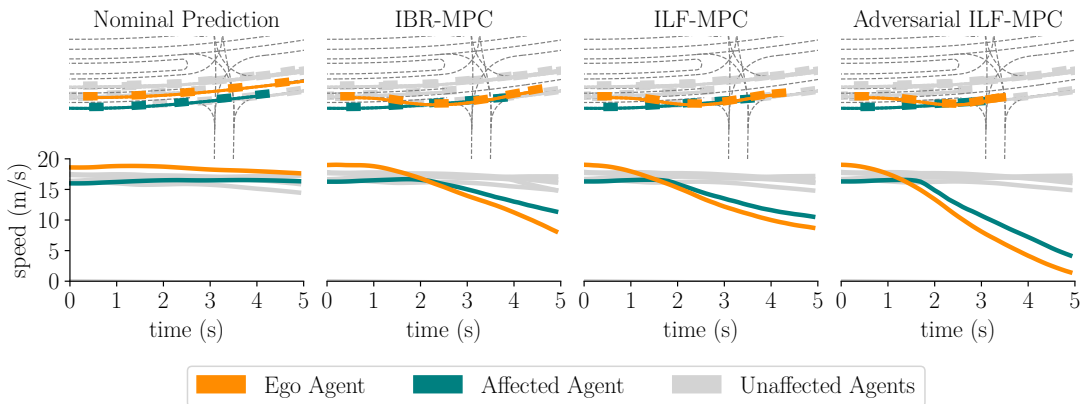 Nominal Prediction
IBR-MPC
ILF-MPC
Adversarial ILF-MPC
speed (m/s)
20
15
10
5
0
0 1 2 3 4 5
0 1 2 3 4 5
0 1 2 3 4 5
0 1 2 3 4 5
time (s)
time (s)
time (s)
time (s)
Ego Agent
Affected Agent
Unaffected Agents